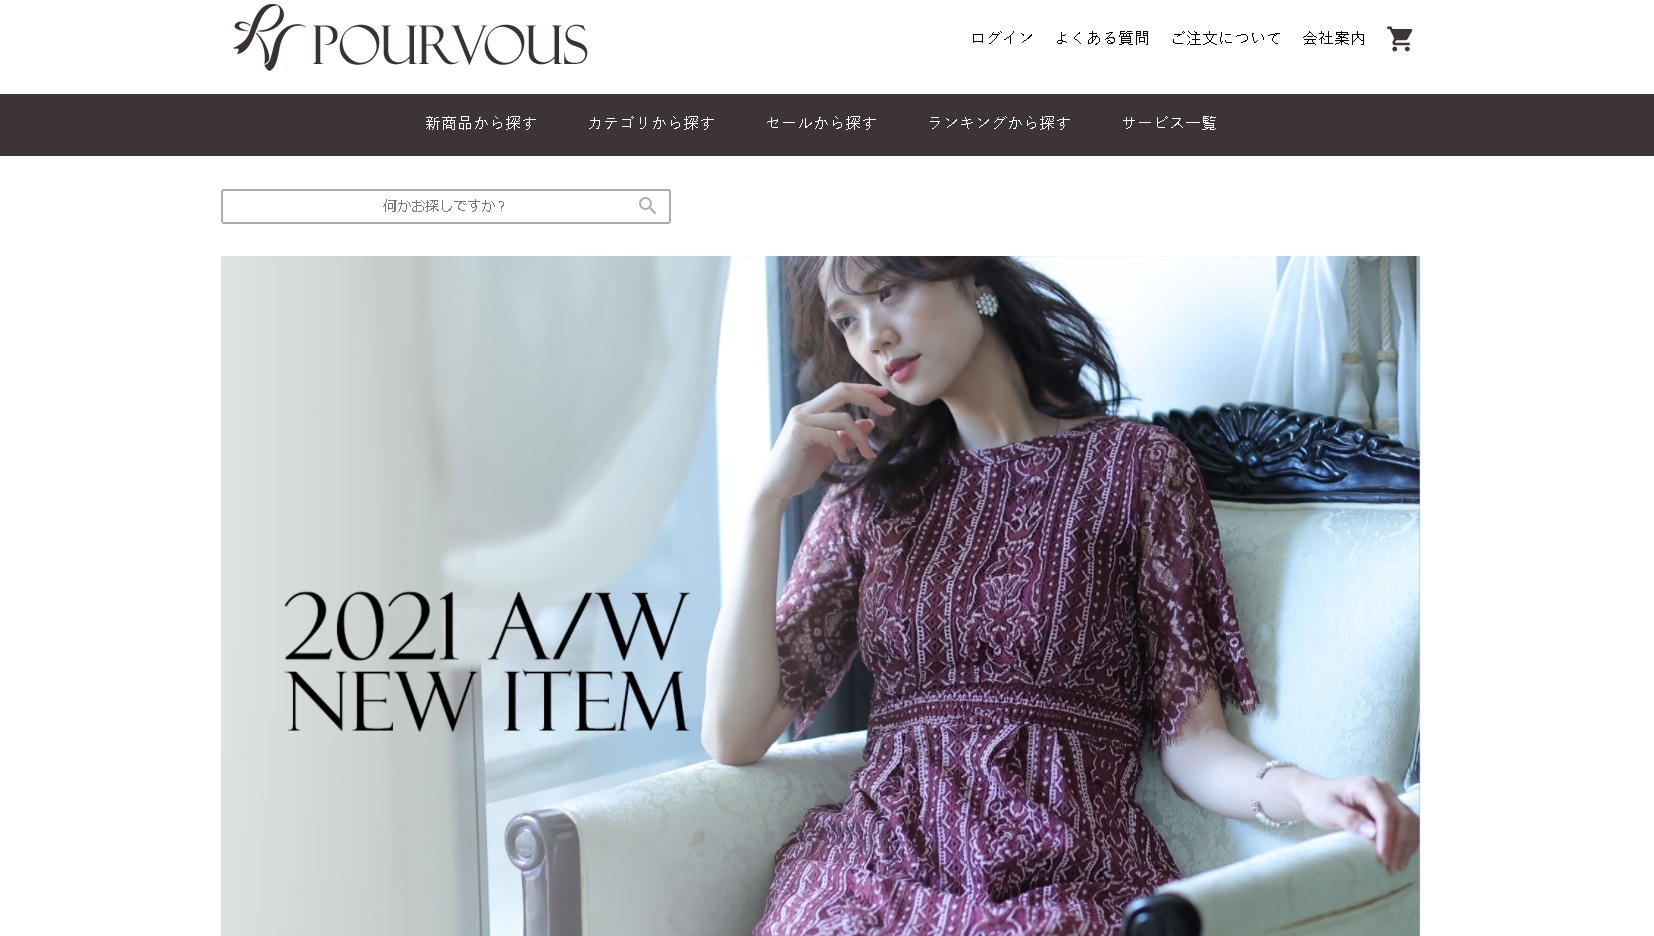 POURVOUS
ログイン よくある質問 ご注文について 会社案内
新商品から探す カテゴリから探す セールから探す ランキングから探す サービス一覧
何かお探しですか？
2021 A/W
NEW ITEM